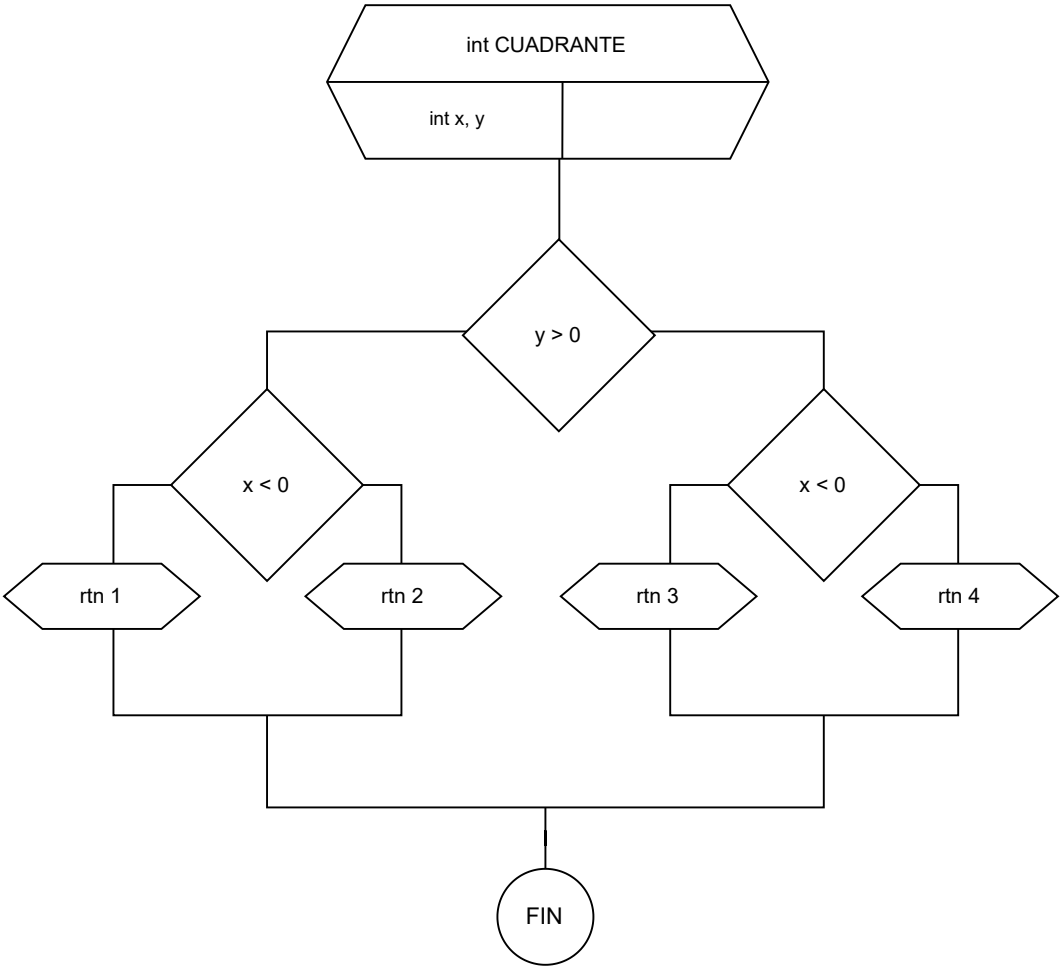 int CUADRANTE
int x, y
y > 0
x < 0
x < 0
rtn 1
rtn 2
rtn 3
rtn 4
FIN